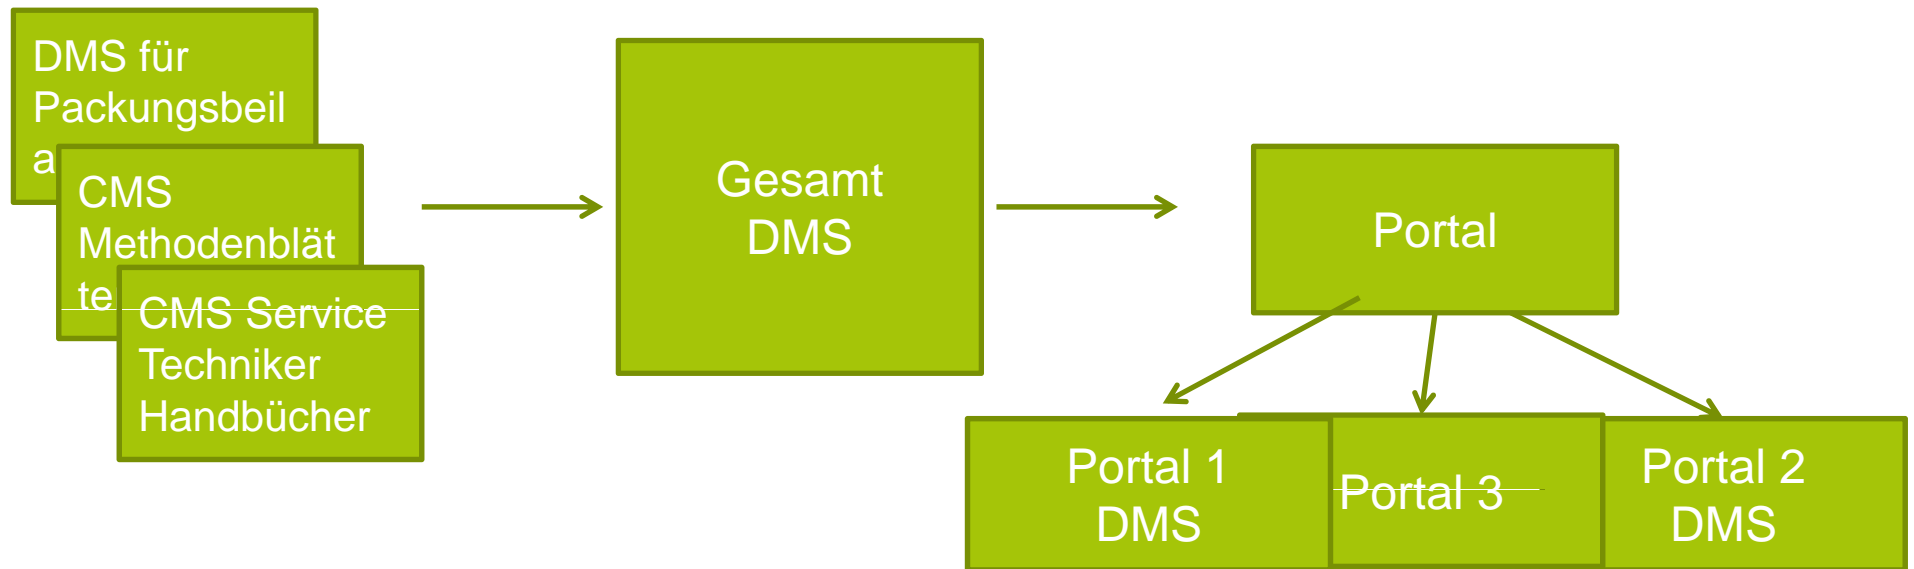 DMS für
Packungsbeil
a
CMS
Methodenblät
te
CMS Service
Techniker
Handbücher
Gesamt
DMS
Portal
Portal 1
DMS
Portal 3
Portal 2
DMS